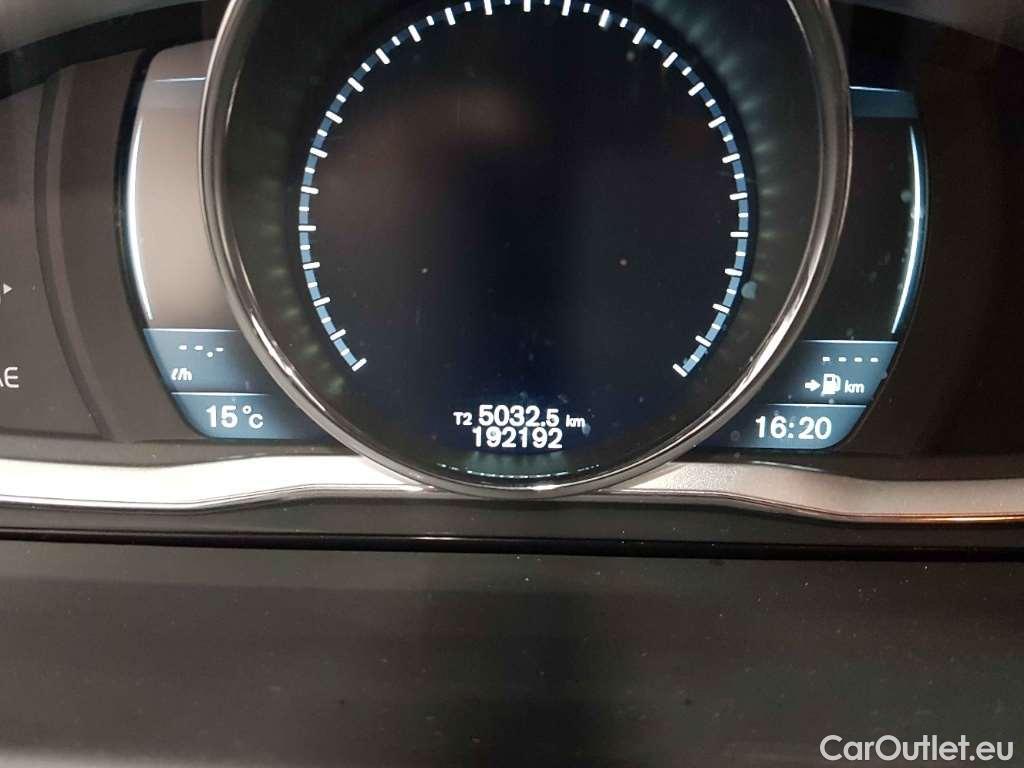 --.-
ℓ/h
15°C
T2 5032.5 km
192192
----
km
16:20
CarOutlet.eu